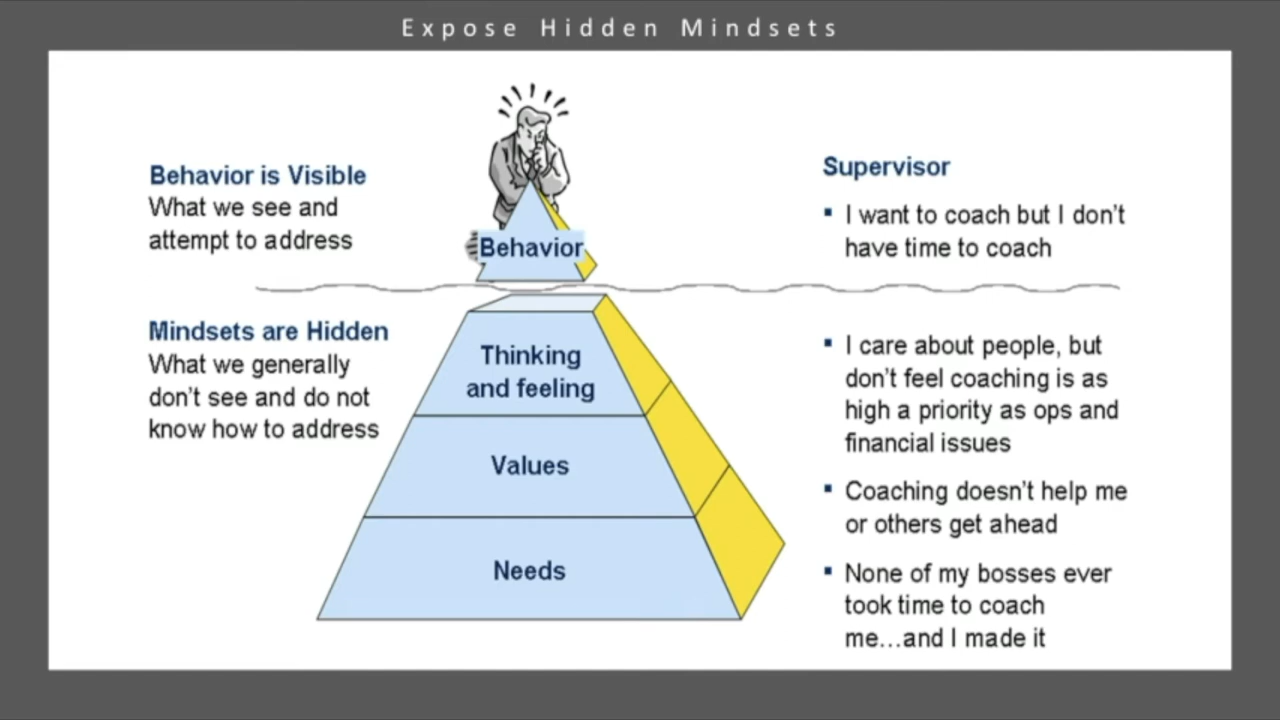 Expose Hidden Mindsets
Behavior is Visible
What we see and
attempt to address
Behavior
Supervisor
▪ I want to coach but I don't
have time to coach
Mindsets are Hidden
What we generally
don't see and do not
know how to address
Thinking
and feeling
Values
Needs
▪ I care about people, but
don't feel coaching is as
high a priority as ops and
financial issues
▪ Coaching doesn't help me
or others get ahead
▪ None of my bosses ever
took time to coach
me...and I made it